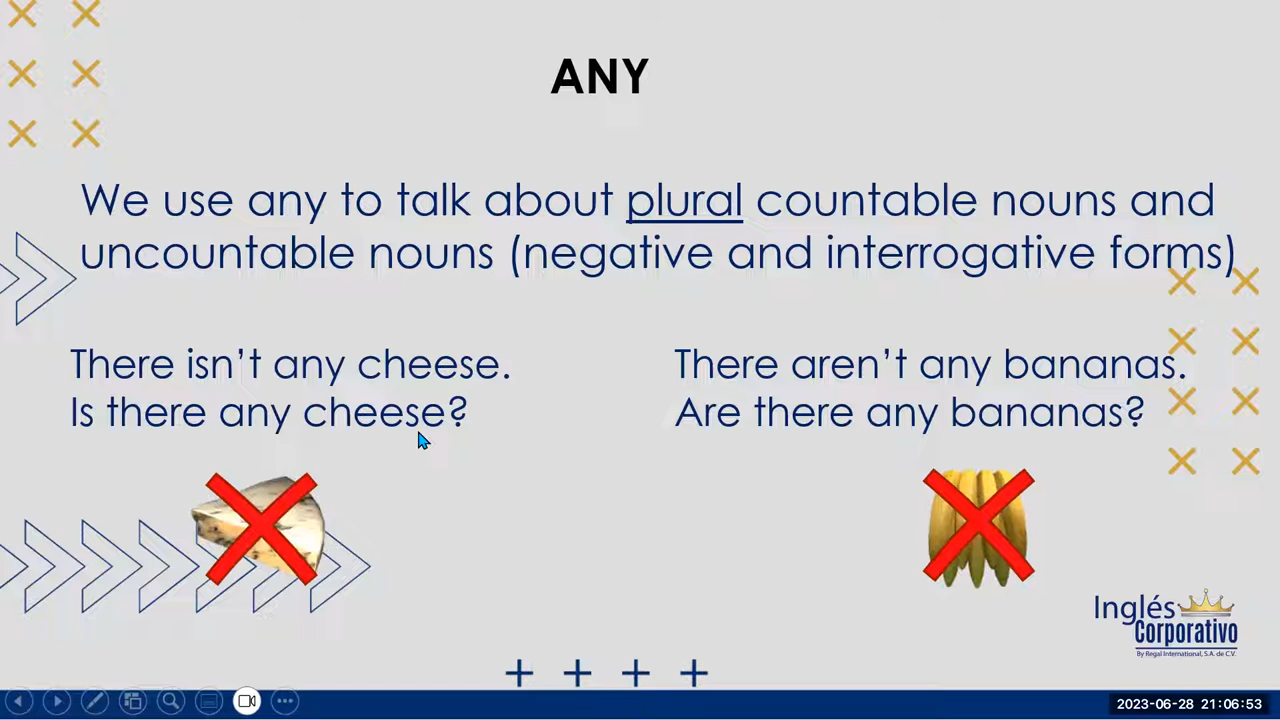 ANY
We use any to talk about plural countable nouns and
uncountable nouns (negative and interrogative forms)
There isn't any cheese.
Is there any cheese?
There aren't any bananas.
Are there any bananas?
Inglés
Corporativo
By Regal International, S.A. de C.V.
2023-06-28 21:06:53